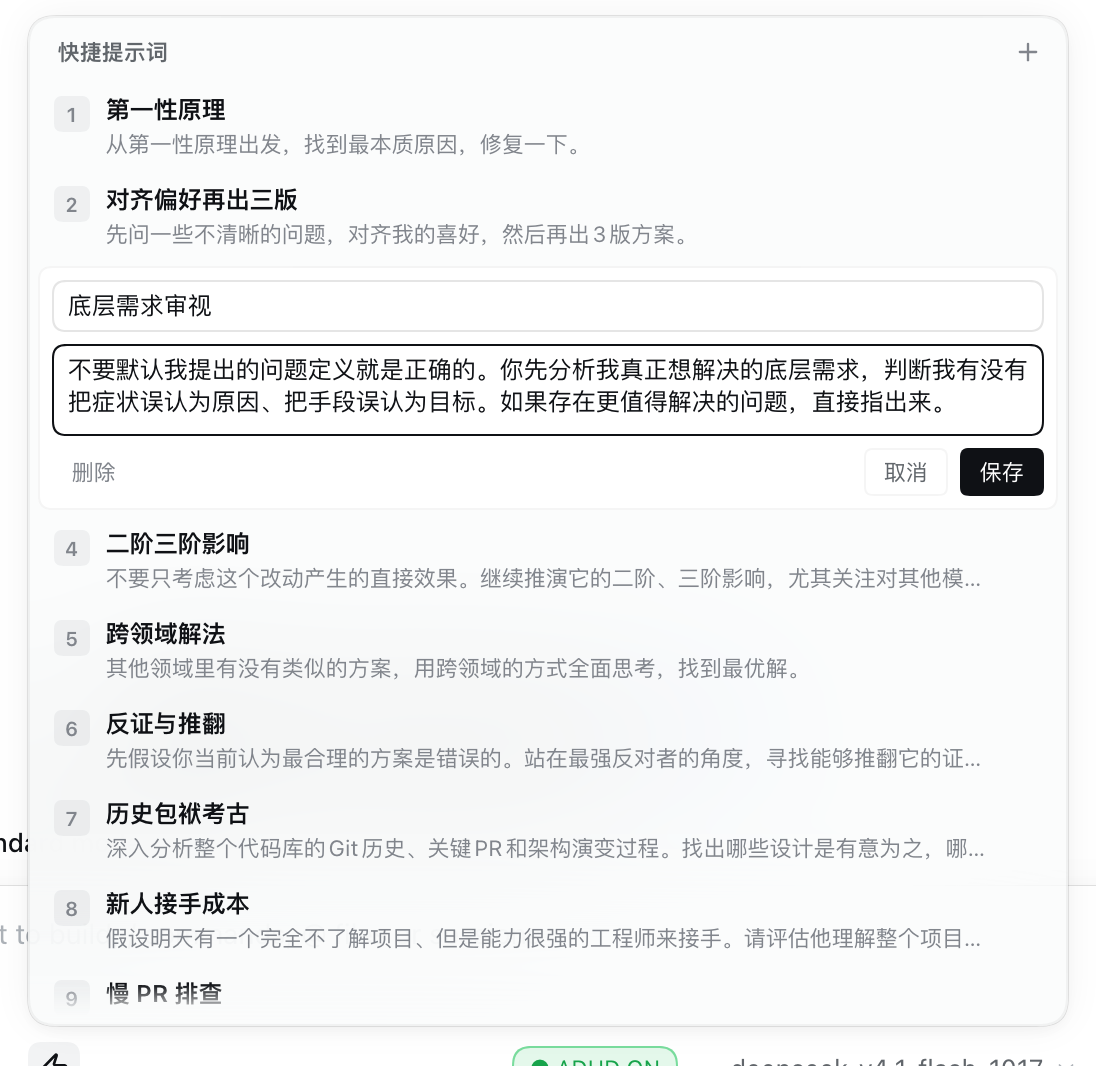 快捷提示词
1
第一性原理
从第一性原理出发，找到最本质原因，修复一下。
2
对齐偏好再出三版
先问一些不清晰的问题，对齐我的喜好，然后再出3版方案。
底层需求审视
不要默认我提出的问题定义就是正确的。你先分析我真正想解决的底层需求，判断我有没有
把症状误认为原因、把手段误认为目标。如果存在更值得解决的问题，直接指出来。
删除
取消
保存
4
二阶三阶影响
不要只考虑这个改动产生的直接效果。继续推演它的二阶、三阶影响，尤其关注对其他模...
5
跨领域解法
其他领域里有没有类似的方案，用跨领域的方式全面思考，找到最优解。
6
反证与推翻
先假设你当前认为最合理的方案是错误的。站在最强反对者的角度，寻找能够推翻它的证...
7
历史包袱考古
深入分析整个代码库的Git历史、关键PR和架构演变过程。找出哪些设计是有意为之，哪...
8
新人接手成本
假设明天有一个完全不了解项目、但是能力很强的工程师来接手。请评估他理解整个项目...
9
慢 PR 排查
ADHD ON